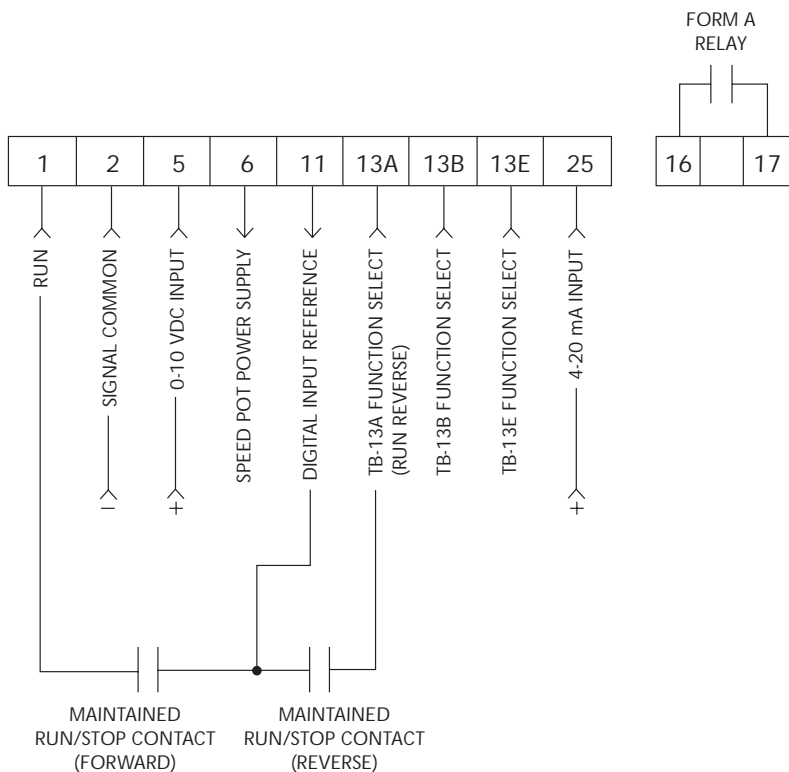 FORM A
RELAY
1 2 5 6 11 13A 13B 13E 25 16 17
RUN
SIGNAL COMMON
0-10 VDC INPUT
SPEED POT POWER SUPPLY
DIGITAL INPUT REFERENCE
TB-13A FUNCTION SELECT
(RUN REVERSE)
TB-13B FUNCTION SELECT
TB-13E FUNCTION SELECT
4-20 mA INPUT
-
+
+
MAINTAINED
RUN/STOP CONTACT
(FORWARD)
MAINTAINED
RUN/STOP CONTACT
(REVERSE)